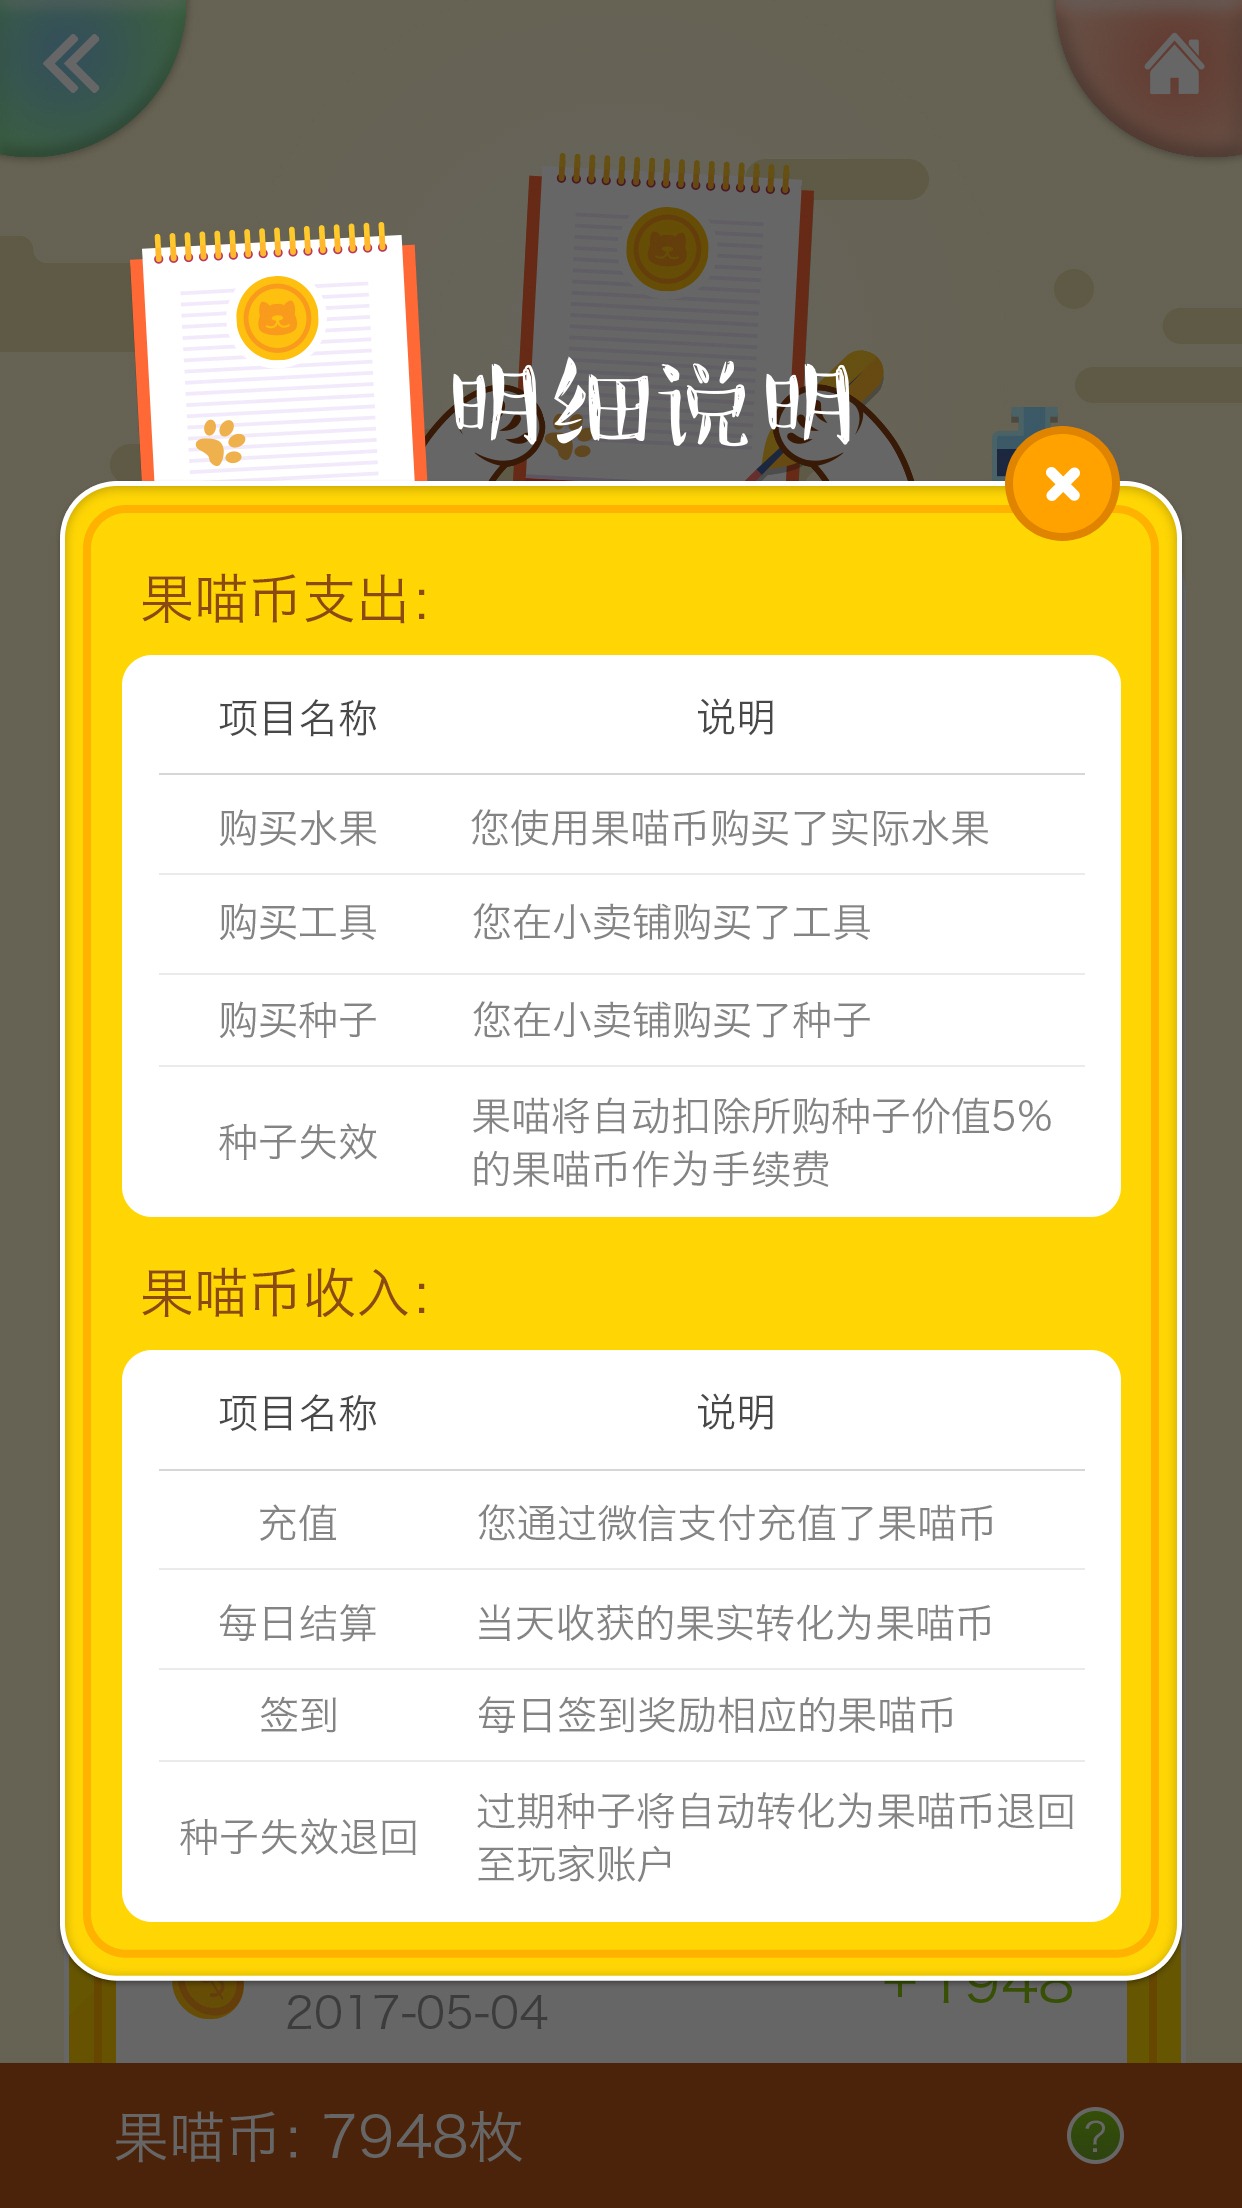 明细说明
果喵币支出:
项目名称 说明
购买水果 您使用果喵币购买了实际水果
购买工具 您在小卖铺购买了工具
购买种子 您在小卖铺购买了种子
种子失效 果喵将自动扣除所购种子价值5%
的果喵币作为手续费
果喵币收入:
项目名称 说明
充值 您通过微信支付充值了果喵币
每日结算 当天收获的果实转化为果喵币
签到 每日签到奖励相应的果喵币
种子失效退回 过期种子将自动转化为果喵币退回
至玩家账户
+1948
2017-05-04
果喵币: 7948枚
?